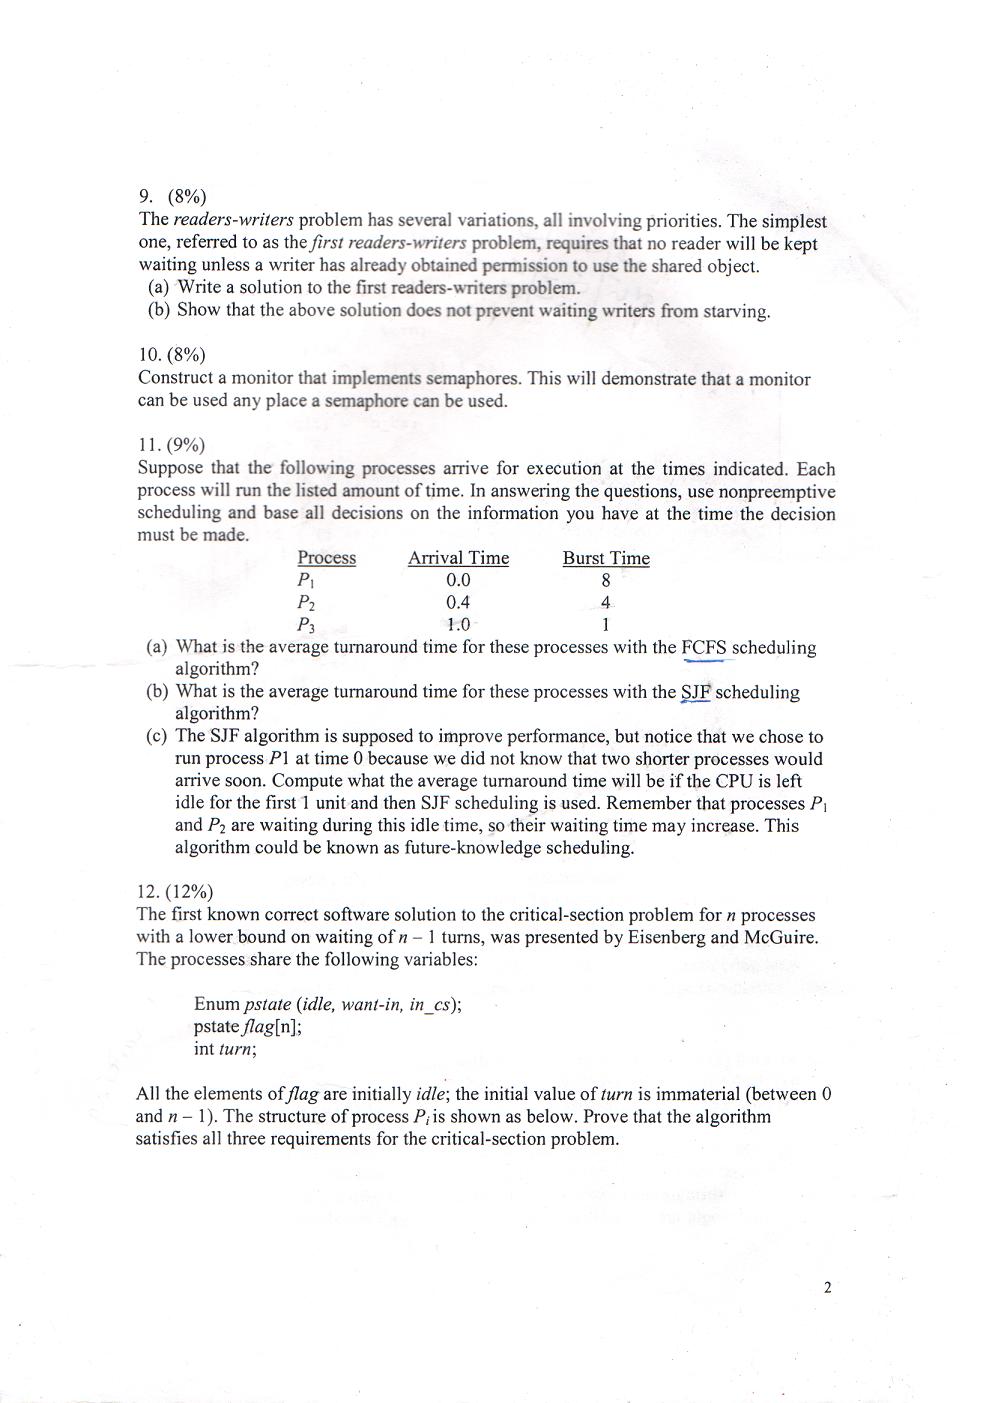 9. (8%)
The readers-writers problem has several variations, all involving priorities. The simplest
one, referred to as the first readers-writers problem, requires that no reader will be kept
waiting unless a writer has already obtained permission to use the shared object.
(a) Write a solution to the first readers-writers problem.
(b) Show that the above solution does not prevent waiting writers from starving.
10. (8%)
Construct a monitor that implements semaphores. This will demonstrate that a monitor
can be used any place a semaphore can be used.
11. (9%)
Suppose that the following processes arrive for execution at the times indicated. Each
process will run the listed amount of time. In answering the questions, use nonpreemptive
scheduling and base all decisions on the information you have at the time the decision
must be made.
Process Arrival Time Burst Time
P1 0.0 8
P2 0.4 4
P3 1.0 1
(a) What is the average turnaround time for these processes with the FCFS scheduling
algorithm?
(b) What is the average turnaround time for these processes with the SJF scheduling
algorithm?
(c) The SJF algorithm is supposed to improve performance, but notice that we chose to
run process P1 at time 0 because we did not know that two shorter processes would
arrive soon. Compute what the average turnaround time will be if the CPU is left
idle for the first 1 unit and then SJF scheduling is used. Remember that processes P1
and P2 are waiting during this idle time, so their waiting time may increase. This
algorithm could be known as future-knowledge scheduling.
12. (12%)
The first known correct software solution to the critical-section problem for n processes
with a lower bound on waiting of n – 1 turns, was presented by Eisenberg and McGuire.
The processes share the following variables:
Enum pstate (idle, want-in, in_cs);
pstate flag[n];
int turn;
All the elements of flag are initially idle; the initial value of turn is immaterial (between 0
and n – 1). The structure of process Pi is shown as below. Prove that the algorithm
satisfies all three requirements for the critical-section problem.
2